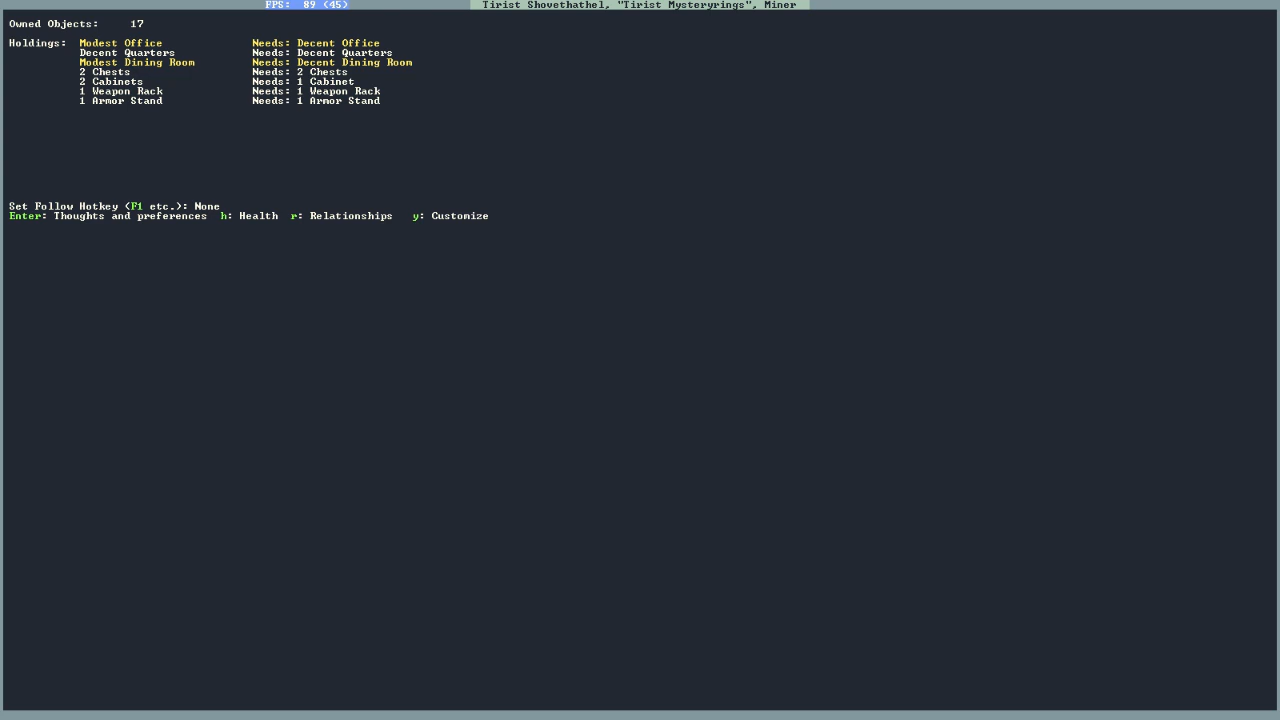 FPS: 89 (45) Tirist Shovethathel, "Tirist Mysteryrings", Miner
Owned Objects: 17
Holdings: Modest Office Needs: Decent Office
Decent Quarters Needs: Decent Quarters
Modest Dining Room Needs: Decent Dining Room
2 Chests Needs: 2 Chests
2 Cabinets Needs: 1 Cabinet
1 Weapon Rack Needs: 1 Weapon Rack
1 Armor Stand Needs: 1 Armor Stand
Set Follow Hotkey (F1 etc.): None
Enter: Thoughts and preferences h: Health r: Relationships y: Customize